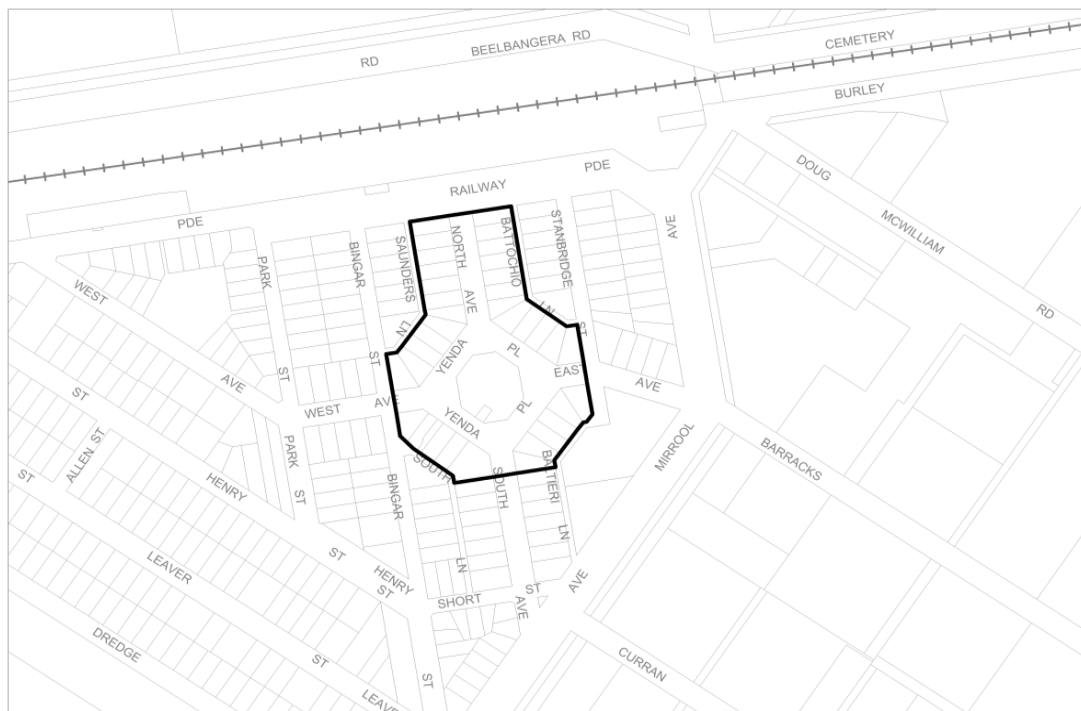 BEELBANGERA RD
CEMETERY
RD
BURLEY
PDE
DOUG
RAILWAY
PDE
MCWILLIAM
AVE
STANBRIDGE
BATTOCHIO
NORTH
SAUNDERS
BINGAR
PARK
WEST
RD
AVE
LN
LN
ST
PL
YENDA
ST
EAST
ST
AVE
AVE
ST
WEST
AVE
YENDA
PL
MIRROOL
ALLEN ST
PARK
BARRACKS
SOUTH
SOUTH
BALTIERI
HENRY
ST
BINGAR
ST
LN
ST
LN
LEAVER
HENRY
ST
AVE
SHORT
ST
AVE
DREDGE
ST
CURRAN
ST
LEAVER